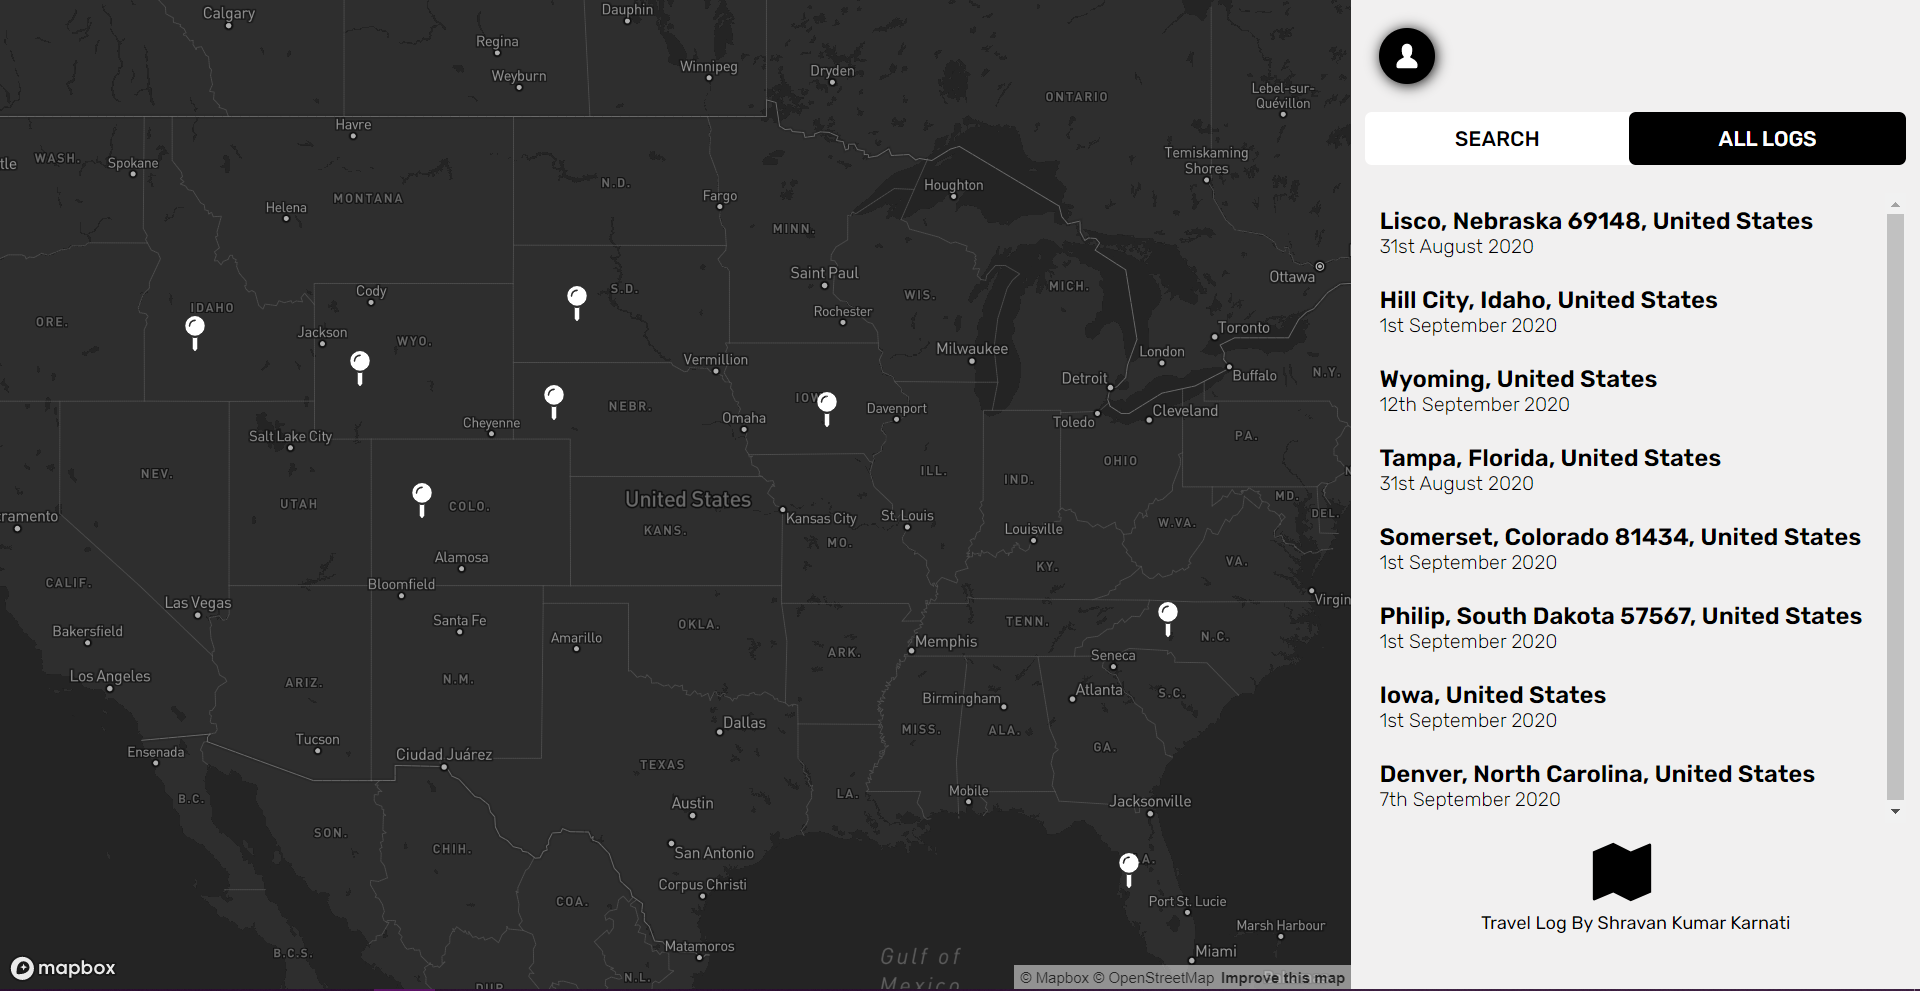 Calgary
Dauphin
Regina
Weyburn
Winnipeg
Dryden
ONTARIO
Lebel-sur-
Quévillon
Havre
WASH.
Spokane
Temiskaming
Shores
Houghton
N.D.
Fargo
MONTANA
Helena
MINN.
Ottawa
Saint Paul
MICH.
WIS.
S.D.
Cody
IDAHO
Rochester
ORE.
Jackson
WYO.
Toronto
Milwaukee
London
Vermillion
Detroit
Buffalo
N.Y.
NEBR.
Davenport
Cleveland
Omaha
Cheyenne
Toledo
Salt Lake City
PA.
OHIO
NEV.
ILL.
IND.
UTAH
COLO.
United States
MD.
DEL.
Kansas City
St. Louis
KANS.
MO.
Louisville
W.VA.
Alamosa
KY.
VA.
CALIF.
Bloomfield
Las Vegas
Santa Fe
OKLA.
TENN.
Bakersfield
Amarillo
Memphis
N.C.
ARK.
Seneca
Los Angeles
ARIZ.
N.M.
Birmingham
Atlanta
S.C.
Dallas
MISS.
ALA.
Tucson
GA.
Ensenada
Ciudad Juárez
TEXAS
B.C.
LA.
Mobile
Austin
Jacksonville
SON.
CHIH.
San Antonio
Corpus Christi
COA.
Port St. Lucie
Marsh Harbour
B.C.S.
Matamoros
Miami
Gulf of
Mexico
N.L.
DUR.
mapbox
© Mapbox © OpenStreetMap Improve this map
SEARCH
ALL LOGS
Lisco, Nebraska 69148, United States
31st August 2020
Hill City, Idaho, United States
1st September 2020
Wyoming, United States
12th September 2020
Tampa, Florida, United States
31st August 2020
Somerset, Colorado 81434, United States
1st September 2020
Philip, South Dakota 57567, United States
1st September 2020
Iowa, United States
1st September 2020
Denver, North Carolina, United States
7th September 2020
Travel Log By Shravan Kumar Karnati